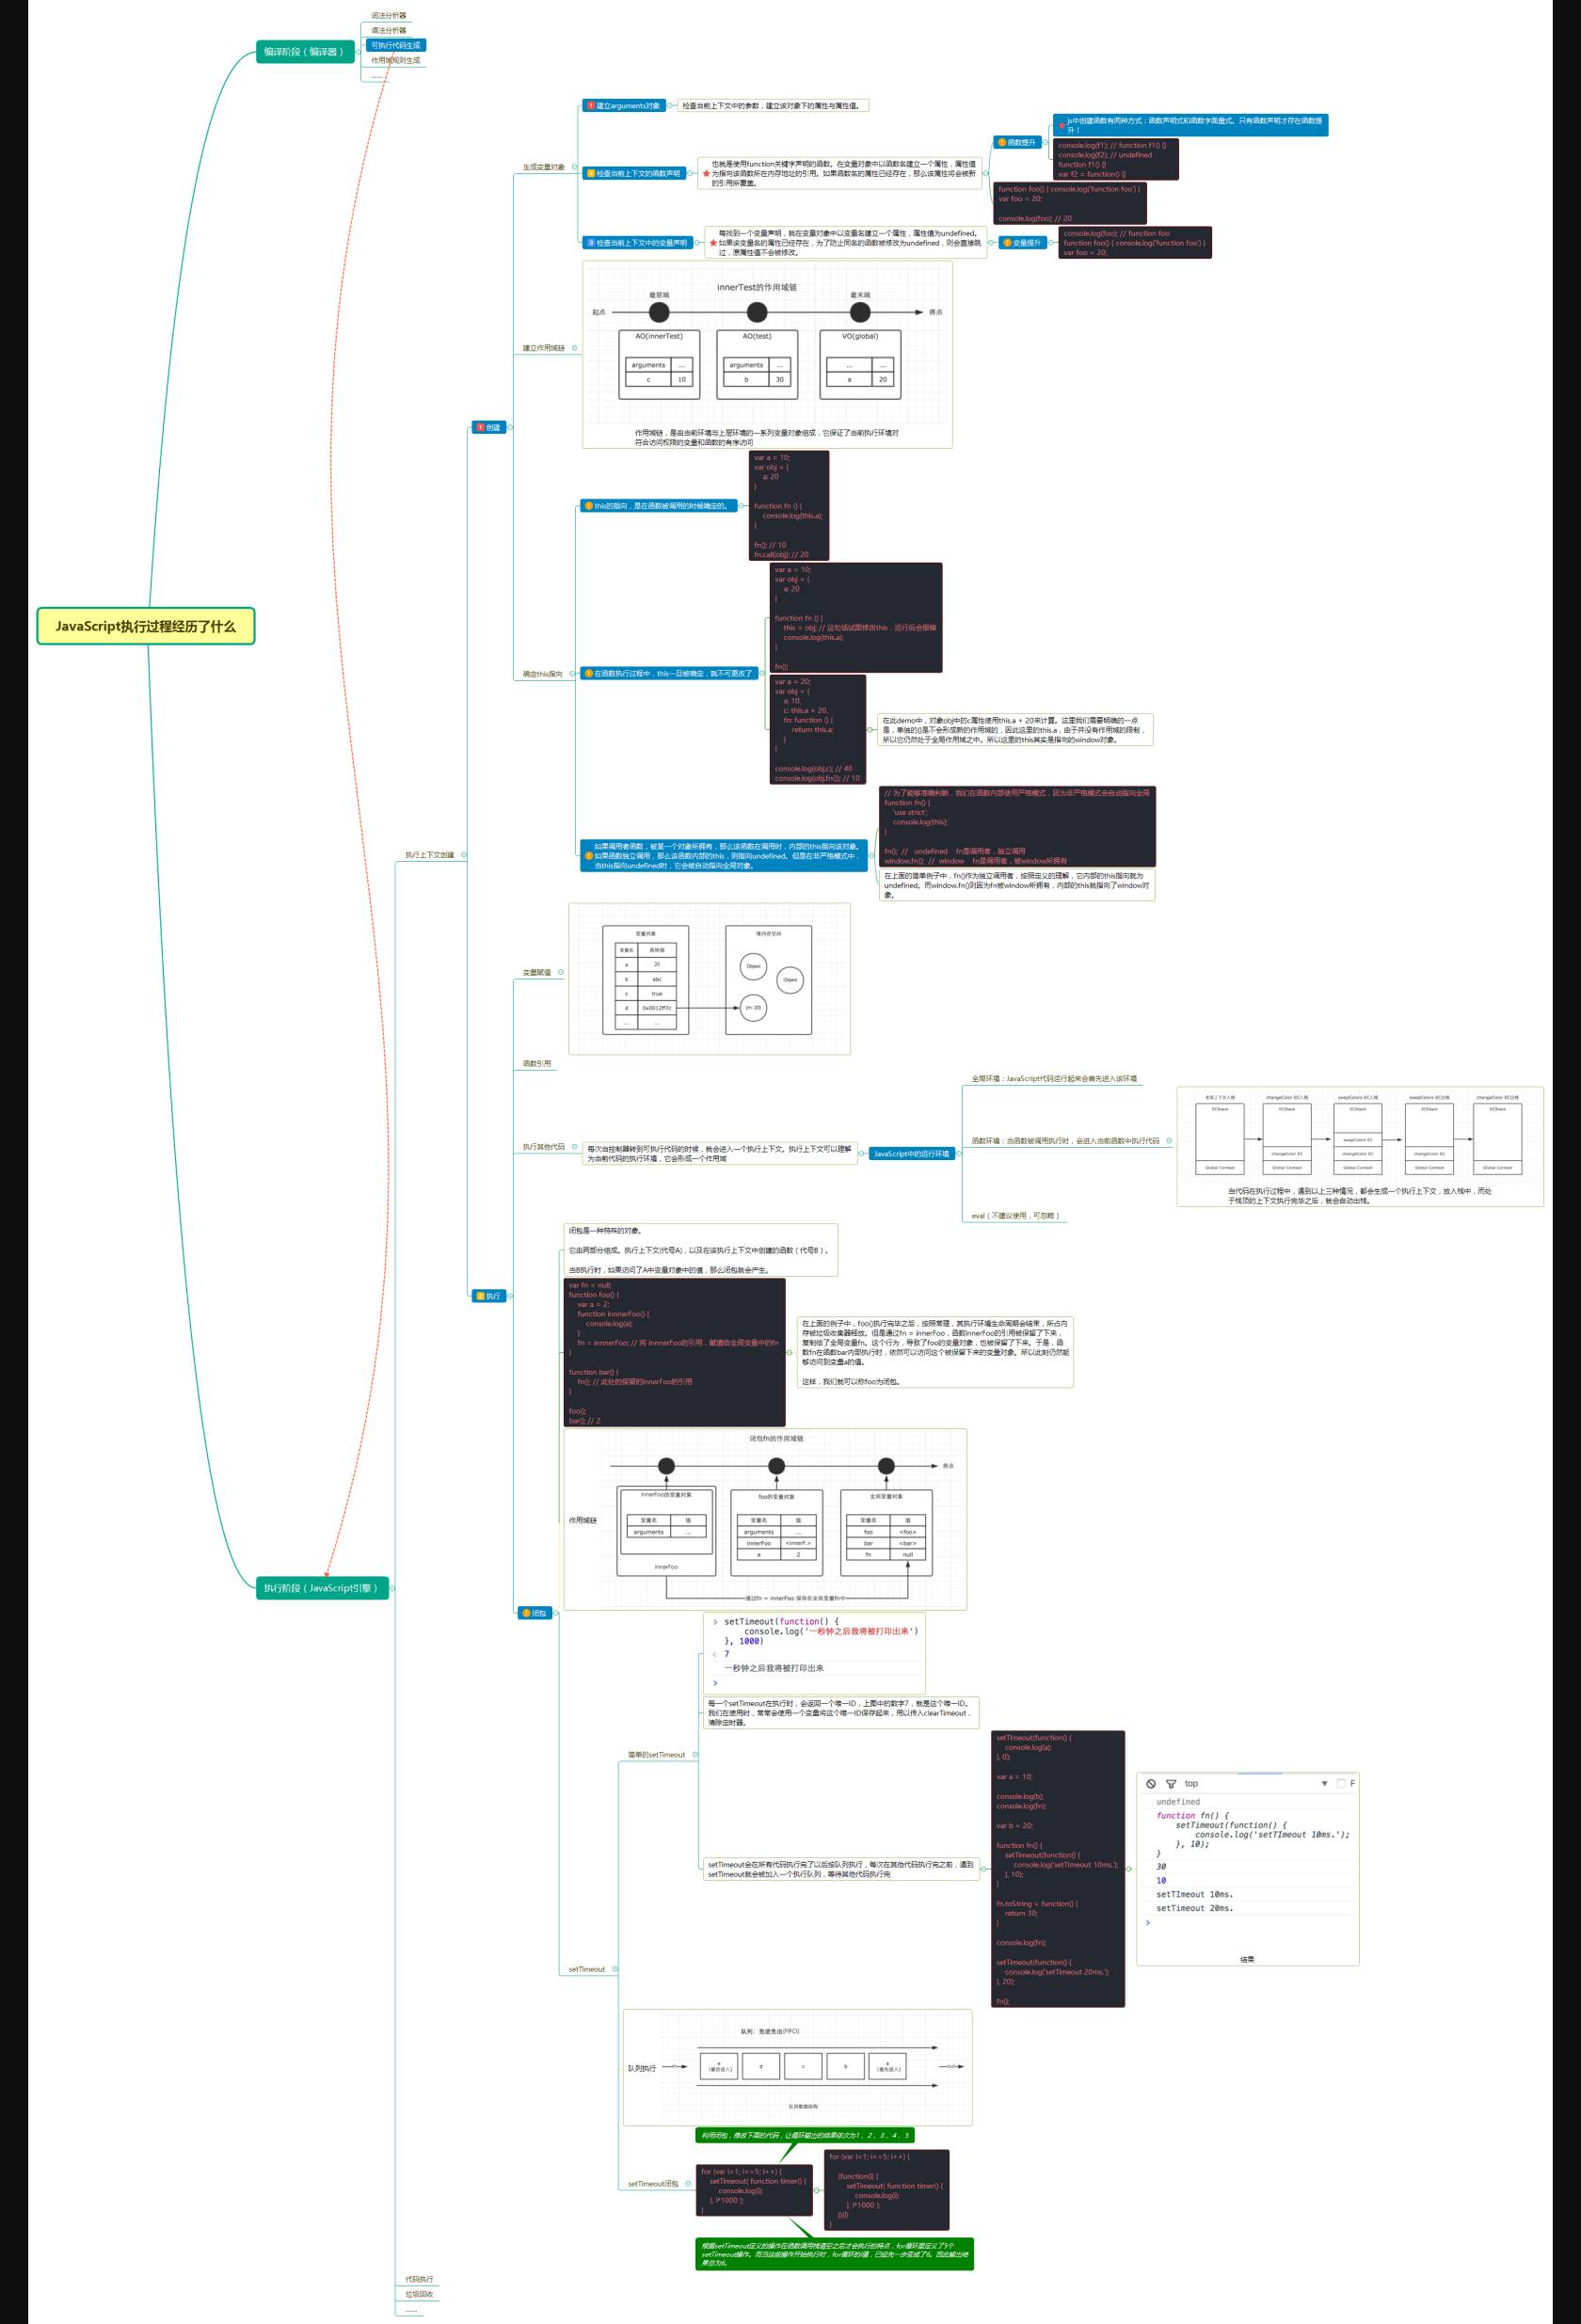 JavaScript执行过程经历了什么
编译阶段（编译器）
词法分析器
语法分析器
可执行代码生成
作用域规则生成
......
执行阶段（JavaScript引擎）
执行上下文创建
1 创建
生成变量对象
1 建立arguments对象
检查当前上下文中的参数，建立该对象下的属性与属性值。
2 检查当前上下文的函数声明
也就是使用function关键字声明的函数。在变量对象中以函数名建立一个属性，属性值
为指向该函数所在内存地址的引用。如果函数名的属性已经存在，那么该属性将会被新
的引用所覆盖。
函数提升
js中创建函数有两种方式：函数声明式和函数字面量式。只有函数声明才存在函数提
升！
console.log(f1); // function f1() {}
console.log(f2); // undefined
function f1() {}
var f2 = function() {}
function foo() { console.log('function foo') }
var foo = 20;
console.log(foo); // 20
3 检查当前上下文中的变量声明
每找到一个变量声明，就在变量对象中以变量名建立一个属性，属性值为undefined。
如果该变量名的属性已经存在，为了防止同名的函数被修改为undefined，则会直接跳
过，原属性值不会被修改。
变量提升
console.log(foo); // function foo
function foo() { console.log('function foo') }
var foo = 20;
建立作用域链
innerTest的作用域链
最前端
最末端
起点
终点
AO(innerTest)
arguments ...
c 10
AO(test)
arguments ...
b 30
VO(global)
... ...
a 20
作用域链，是由当前环境与上层环境的一系列变量对象组成，它保证了当前执行环境对
符合访问权限的变量和函数的有序访问
确定this指向
this的指向，是在函数被调用的时候确定的。
var a = 10;
var obj = {
a: 20
}
function fn () {
console.log(this.a);
}
fn(); // 10
fn.call(obj); // 20
在函数执行过程中，this一旦被确定，就不可更改了
var a = 10;
var obj = {
a: 20
}
function fn () {
this = obj; // 这句话试图修改this，运行后会报错
console.log(this.a);
}
fn();
var a = 20;
var obj = {
a: 10,
c: this.a + 20,
fn: function () {
return this.a;
}
}
console.log(obj.c); // 40
console.log(obj.fn()); // 10
在此demo中，对象obj中的c属性使用this.a + 20来计算。这里我们需要明确的一点
是，单独的{}是不会形成新的作用域的，因此这里的this.a，由于并没有作用域的限制，
所以它仍然处于全局作用域之中。所以这里的this其实是指向的window对象。
如果调用者函数，被某一个对象所拥有，那么该函数在调用时，内部的this指向该对象。
如果函数独立调用，那么该函数内部的this，则指向undefined。但是在非严格模式中，
当this指向undefined时，它会被自动指向全局对象。
// 为了能够准确判断，我们在函数内部使用严格模式，因为非严格模式会自动指向全局
function fn() {
'use strict';
console.log(this);
}
fn(); // undefined fn是调用者，独立调用
window.fn(); // window fn是调用者，被window所拥有
在上面的简单例子中，fn()作为独立调用者，按照定义的理解，它内部的this指向就为
undefined。而window.fn()则因为fn被window所拥有，内部的this就指向了window对
象。
2 执行
变量赋值
变量对象
变量名 具体值
a 20
b abc
c true
d 0x0012ff7c
... ...
堆内存空间
Object
Object
{m: 20}
函数引用
执行其他代码
每次当控制器转到可执行代码的时候，就会进入一个执行上下文。执行上下文可以理解
为当前代码的执行环境，它会形成一个作用域
JavaScript中的运行环境
全局环境：JavaScript代码运行起来会首先进入该环境
函数环境：当函数被调用执行时，会进入当前函数中执行代码
全局上下文入栈
ECStack
Global Context
changeColor EC入栈
ECStack
changeColor EC
Global Context
swapColors EC入栈
ECStack
swapColors EC
changeColor EC
Global Context
swapColors EC出栈
ECStack
changeColor EC
Global Context
changeColor EC出栈
ECStack
Global Context
当代码在执行过程中，遇到以上三种情况，都会生成一个执行上下文，放入栈中，而处
于栈顶的上下文执行完毕之后，就会自动出栈。
eval（不建议使用，可忽略）
闭包
闭包是一种特殊的对象。
它由两部分组成。执行上下文(代号A)，以及在该执行上下文中创建的函数（代号B）。
当B执行时，如果访问了A中变量对象中的值，那么闭包就会产生。
var fn = null;
function foo() {
var a = 2;
function innnerFoo() {
console.log(a);
}
fn = innnerFoo; // 将 innnerFoo的引用，赋值给全局变量中的fn
}
function bar() {
fn(); // 此处的保留的innerFoo的引用
}
foo();
bar(); // 2
在上面的例子中，foo()执行完毕之后，按照常理，其执行环境生命周期会结束，所占内
存被垃圾收集器释放。但是通过fn = innerFoo，函数innerFoo的引用被保留了下来，
复制给了全局变量fn。这个行为，导致了foo的变量对象，也被保留了下来。于是，函
数fn在函数bar内部执行时，依然可以访问这个被保留下来的变量对象。所以此刻仍然能
够访问到变量a的值。
这样，我们就可以称foo为闭包。
作用域链
闭包fn的作用域链
终点
innerFoo的变量对象
变量名 值
arguments ...
innerFoo
foo的变量对象
变量名 值
arguments ...
innerFoo <innerF.>
a 2
全局变量对象
变量名 值
foo <foo>
bar <bar>
fn null
通过fn = innerFoo 保存在全局变量fn中
setTimeout
简单的setTimeout
> setTimeout(function() {
console.log('一秒钟之后我将被打印出来')
}, 1000)
7
一秒钟之后我将被打印出来
>
每一个setTimeout在执行时，会返回一个唯一ID，上图中的数字7，就是这个唯一ID。
我们在使用时，常常会使用一个变量将这个唯一ID保存起来，用以传入clearTimeout，
清除定时器。
setTimeout会在所有代码执行完了以后按队列执行，每次在其他代码执行完之前，遇到
setTimeout就会被加入一个执行队列，等待其他代码执行完
setTimeout(function() {
console.log(a);
}, 0);
var a = 10;
console.log(b);
console.log(fn);
var b = 20;
function fn() {
setTimeout(function() {
console.log('setTImeout 10ms.');
}, 10);
}
fn.toString = function() {
return 30;
}
console.log(fn);
setTimeout(function() {
console.log('setTimeout 20ms.');
}, 20);
fn();
top
F
undefined
function fn() {
setTimeout(function() {
console.log('setTImeout 10ms.');
}, 10);
}
30
10
setTImeout 10ms.
setTimeout 20ms.
>
结果
队列执行
队列：先进先出(FIFO)
（最后进入)
d
c
b
a
（最先进入)
队列数据结构
setTimeout闭包
利用闭包，修改下面的代码，让循环输出的结果依次为1， 2， 3， 4， 5
for (var i=1; i<=5; i++) {
setTimeout( function timer() {
console.log(i);
}, i*1000 );
}
for (var i=1; i<=5; i++) {
(function(i) {
setTimeout( function timer() {
console.log(i);
}, i*1000 );
})(i)
}
根据setTimeout定义的操作在函数调用栈清空之后才会执行的特点，for循环里定义了5个
setTimeout操作。而当这些操作开始执行时，for循环的i值，已经先一步变成了6。因此输出结
果总为6。
代码执行
垃圾回收
......